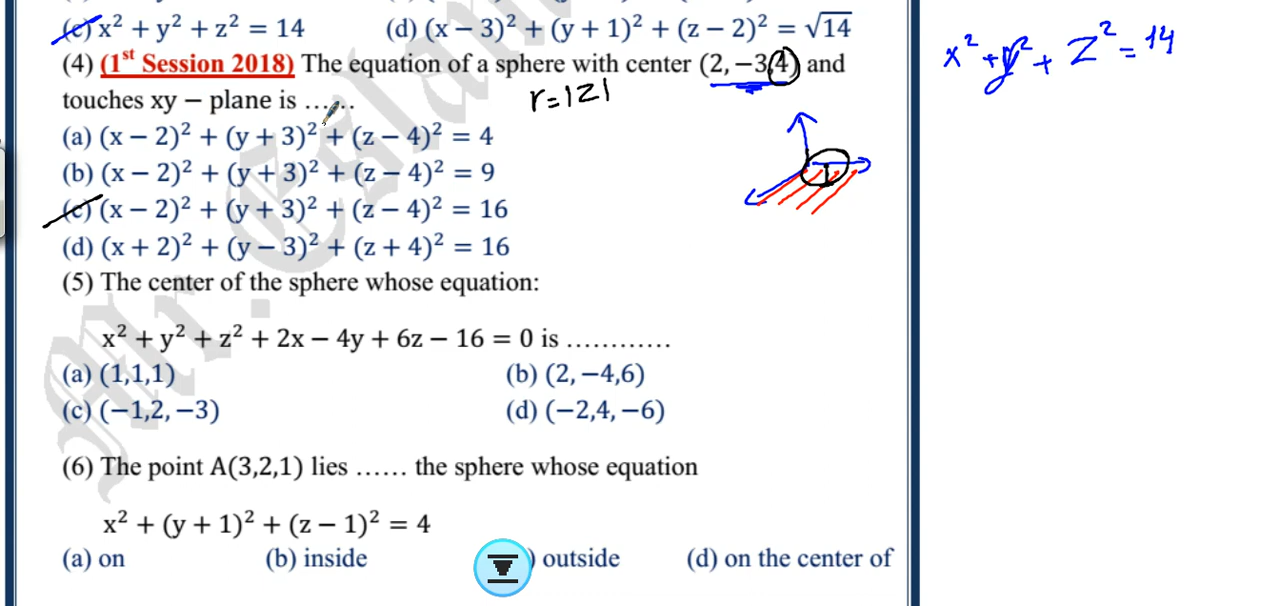 (c) x² + y² + z² = 14 (d) (x − 3)² + (y + 1)² + (z − 2)² = √14
x² + y² + z² = 14
(4) (1st Session 2018) The equation of a sphere with center (2, −3,4) and
touches xy − plane is ......
r = |z|
(a) (x − 2)² + (y + 3)² + (z − 4)² = 4
(b) (x − 2)² + (y + 3)² + (z − 4)² = 9
(c) (x − 2)² + (y + 3)² + (z − 4)² = 16
(d) (x + 2)² + (y − 3)² + (z + 4)² = 16
(5) The center of the sphere whose equation:
x² + y² + z² + 2x − 4y + 6z − 16 = 0 is ............
(a) (1,1,1) (b) (2, −4,6)
(c) (−1,2, −3) (d) (−2,4, −6)
(6) The point A(3,2,1) lies ...... the sphere whose equation
x² + (y + 1)² + (z − 1)² = 4
(a) on (b) inside ) outside (d) on the center of